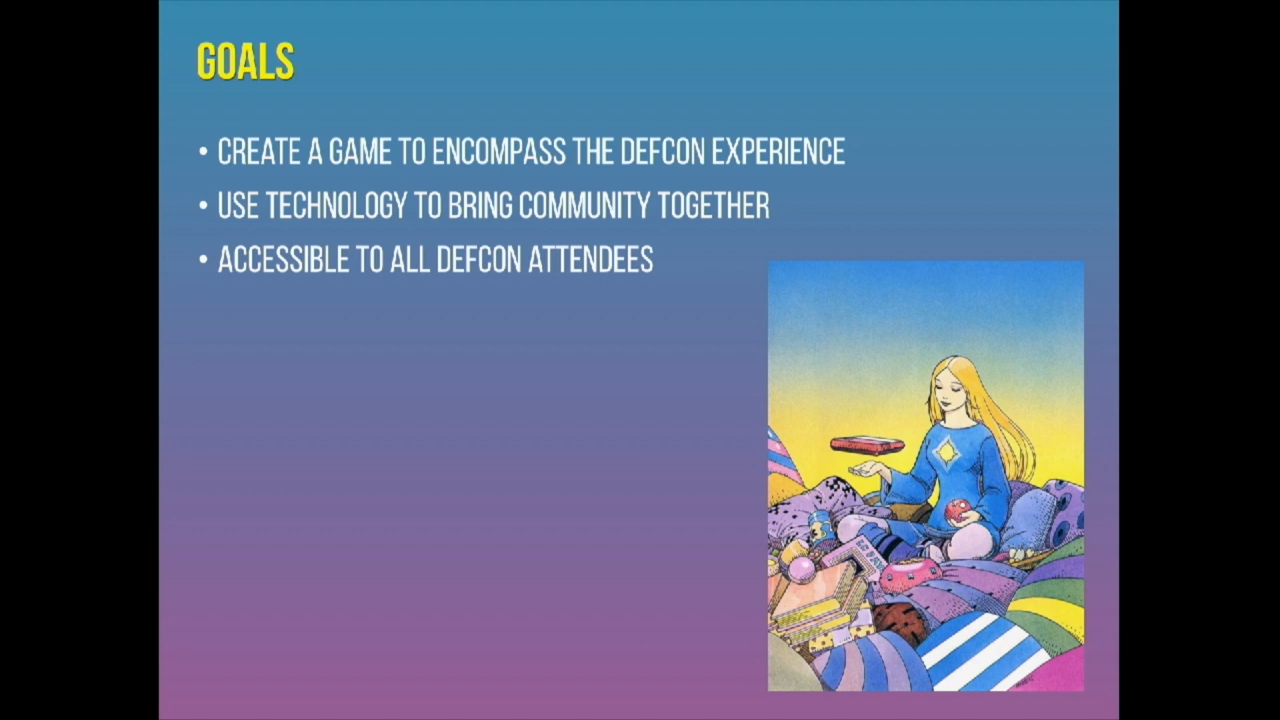 GOALS
• CREATE A GAME TO ENCOMPASS THE DEFCON EXPERIENCE
• USE TECHNOLOGY TO BRING COMMUNITY TOGETHER
• ACCESSIBLE TO ALL DEFCON ATTENDEES